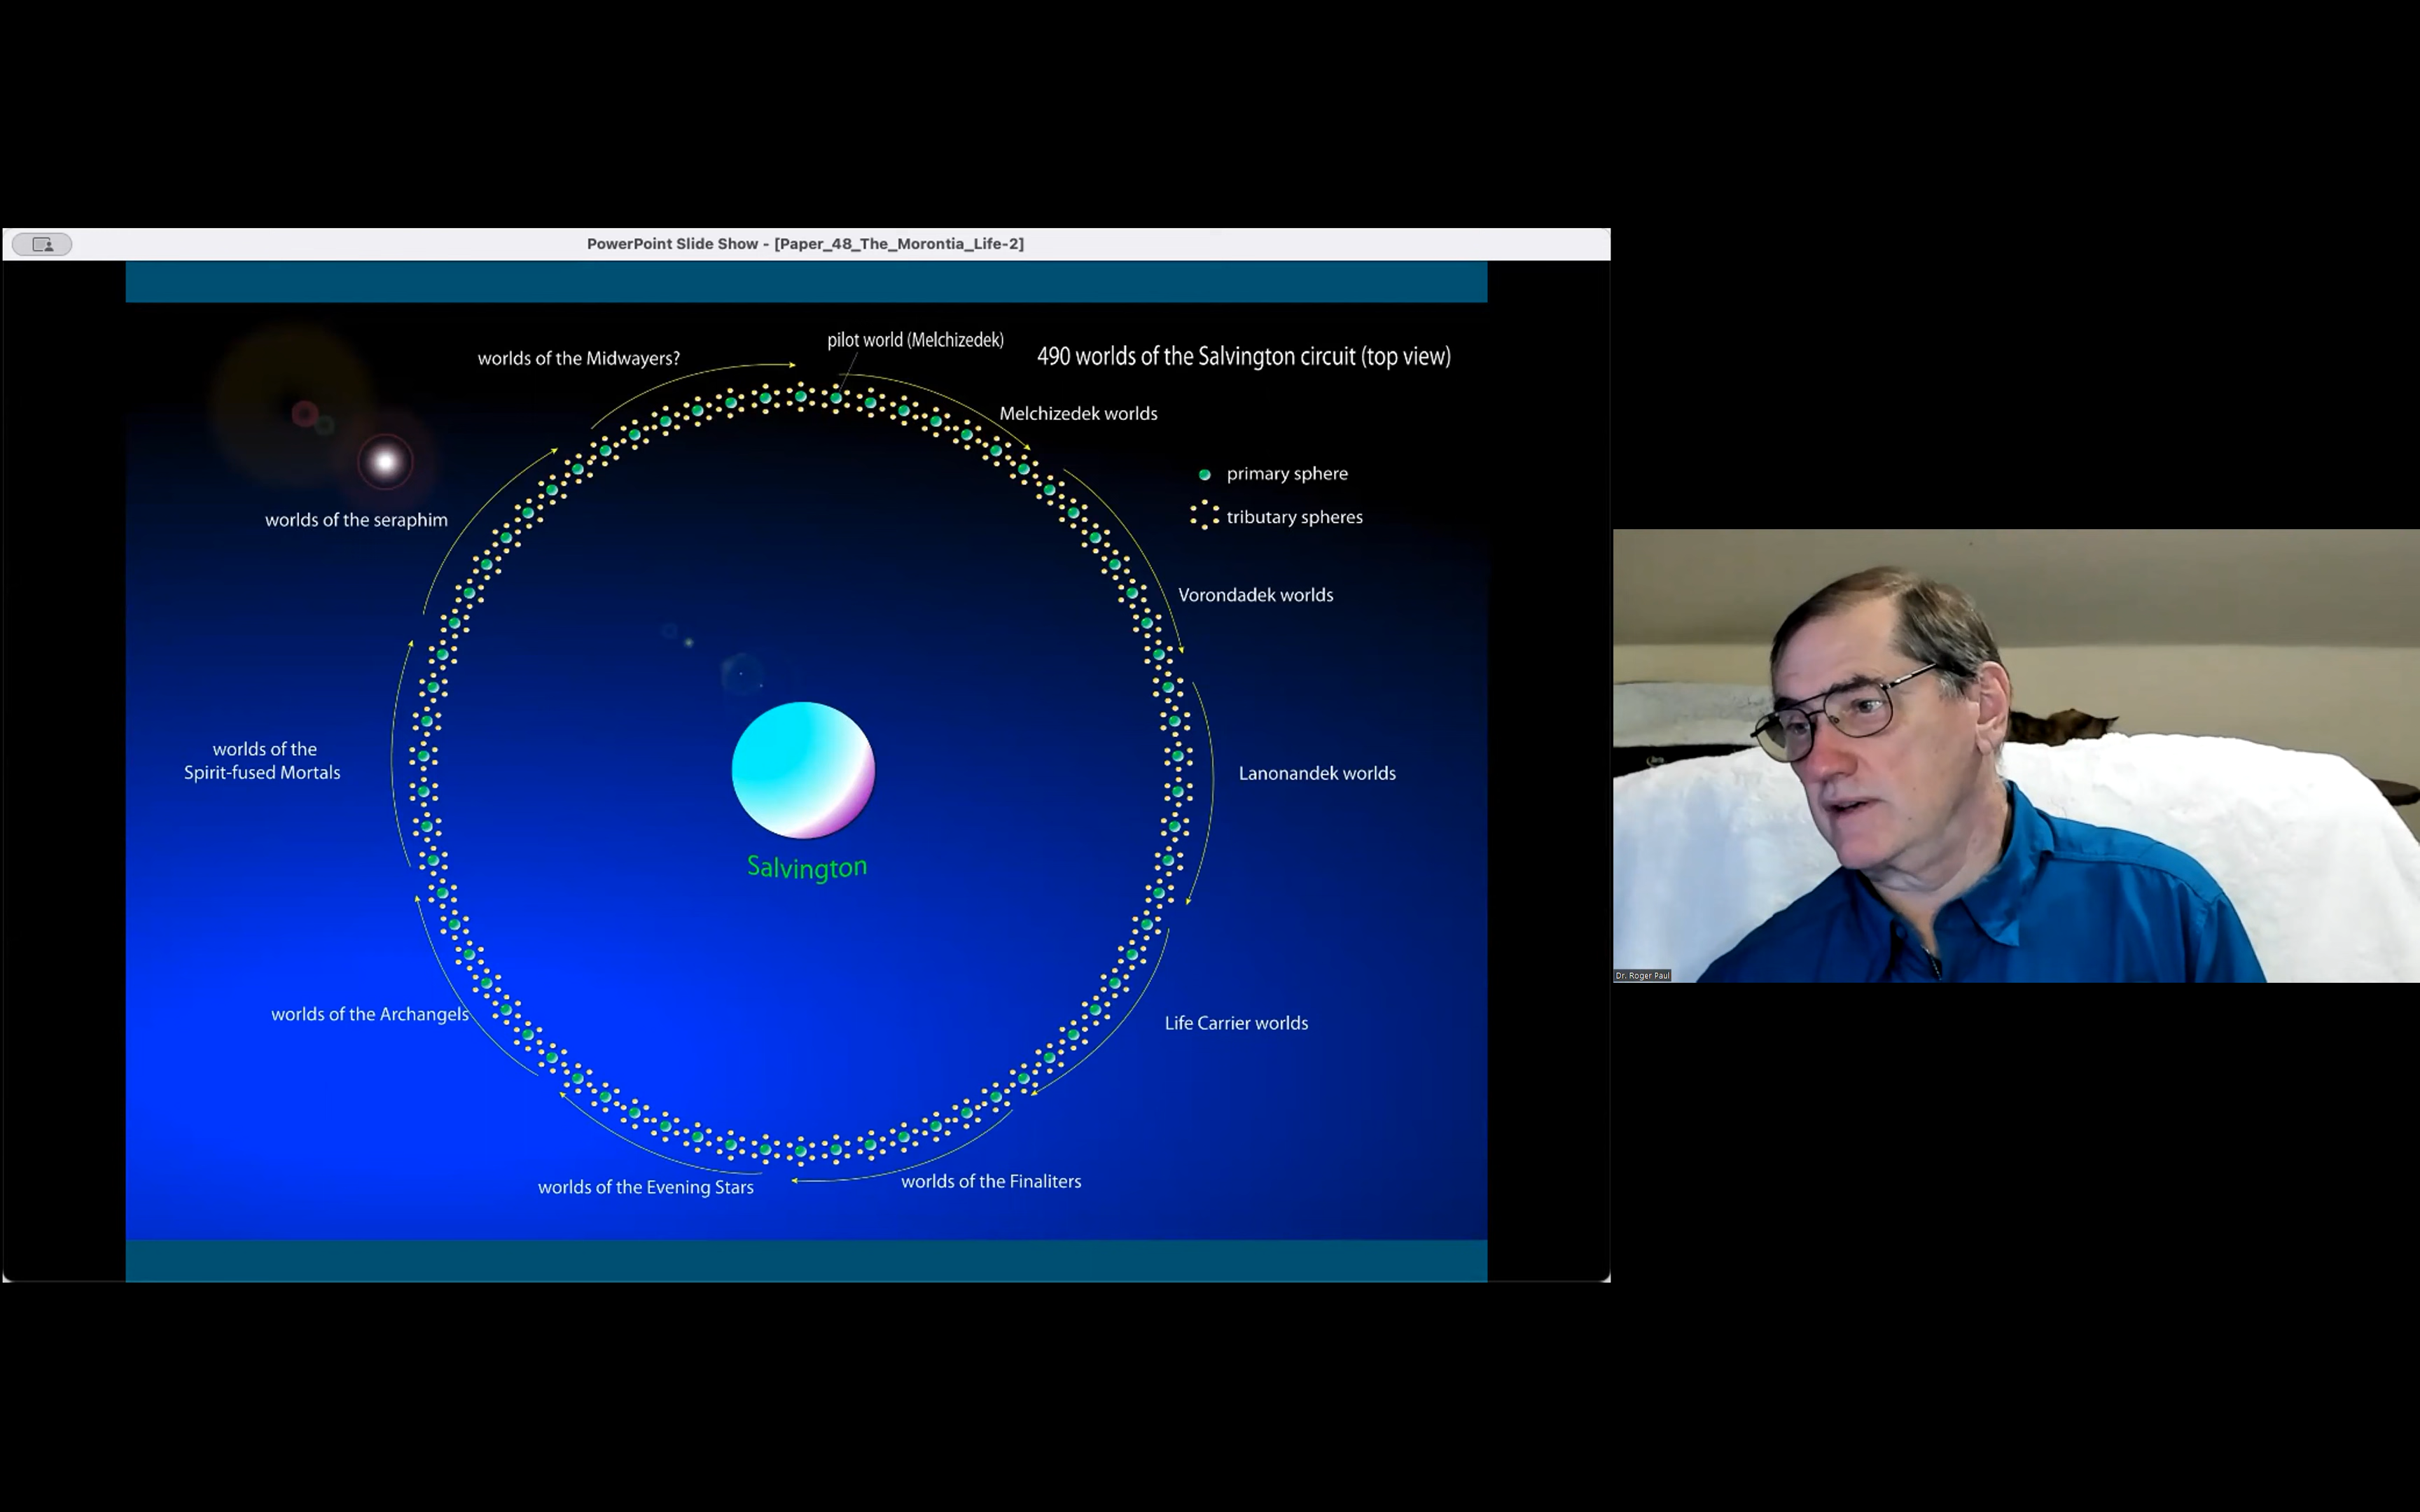 PowerPoint Slide Show - [Paper_48_The_Morontia_Life-2]
pilot world (Melchizedek)
490 worlds of the Salvington circuit (top view)
worlds of the Midwayers?
Melchizedek worlds
primary sphere
tributary spheres
worlds of the seraphim
Vorondadek worlds
worlds of the
Spirit-fused Mortals
Lanonandek worlds
Salvington
worlds of the Archangels
Life Carrier worlds
worlds of the Evening Stars
worlds of the Finaliters
Dr. Roger Paul